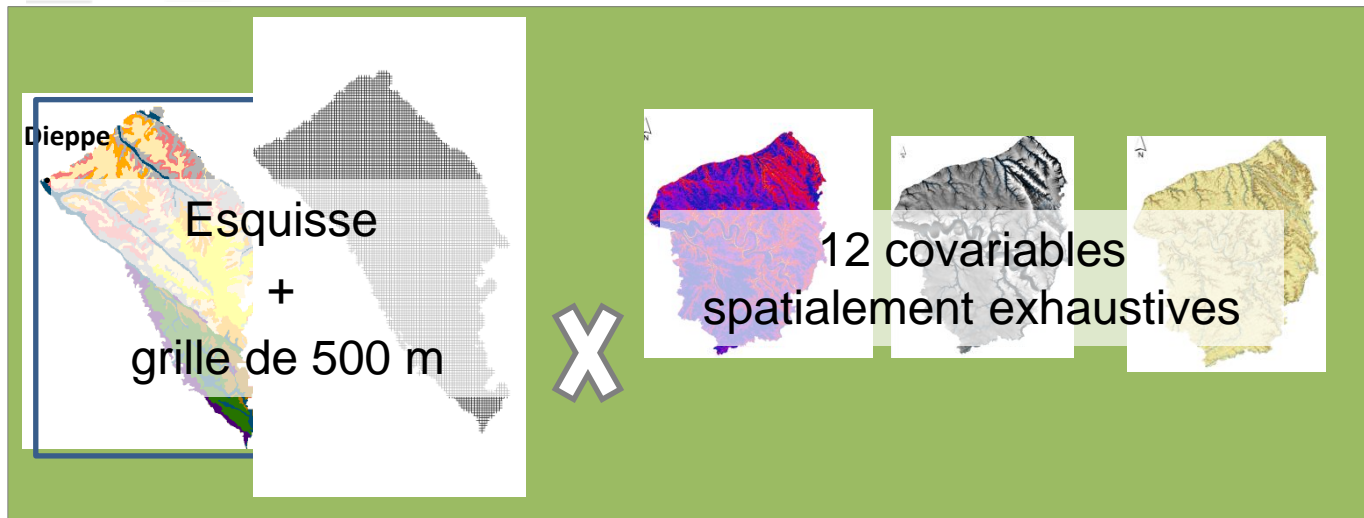 Dieppe
Esquisse
+
grille de 500 m
12 covariables
spatialement exhaustives
N
N